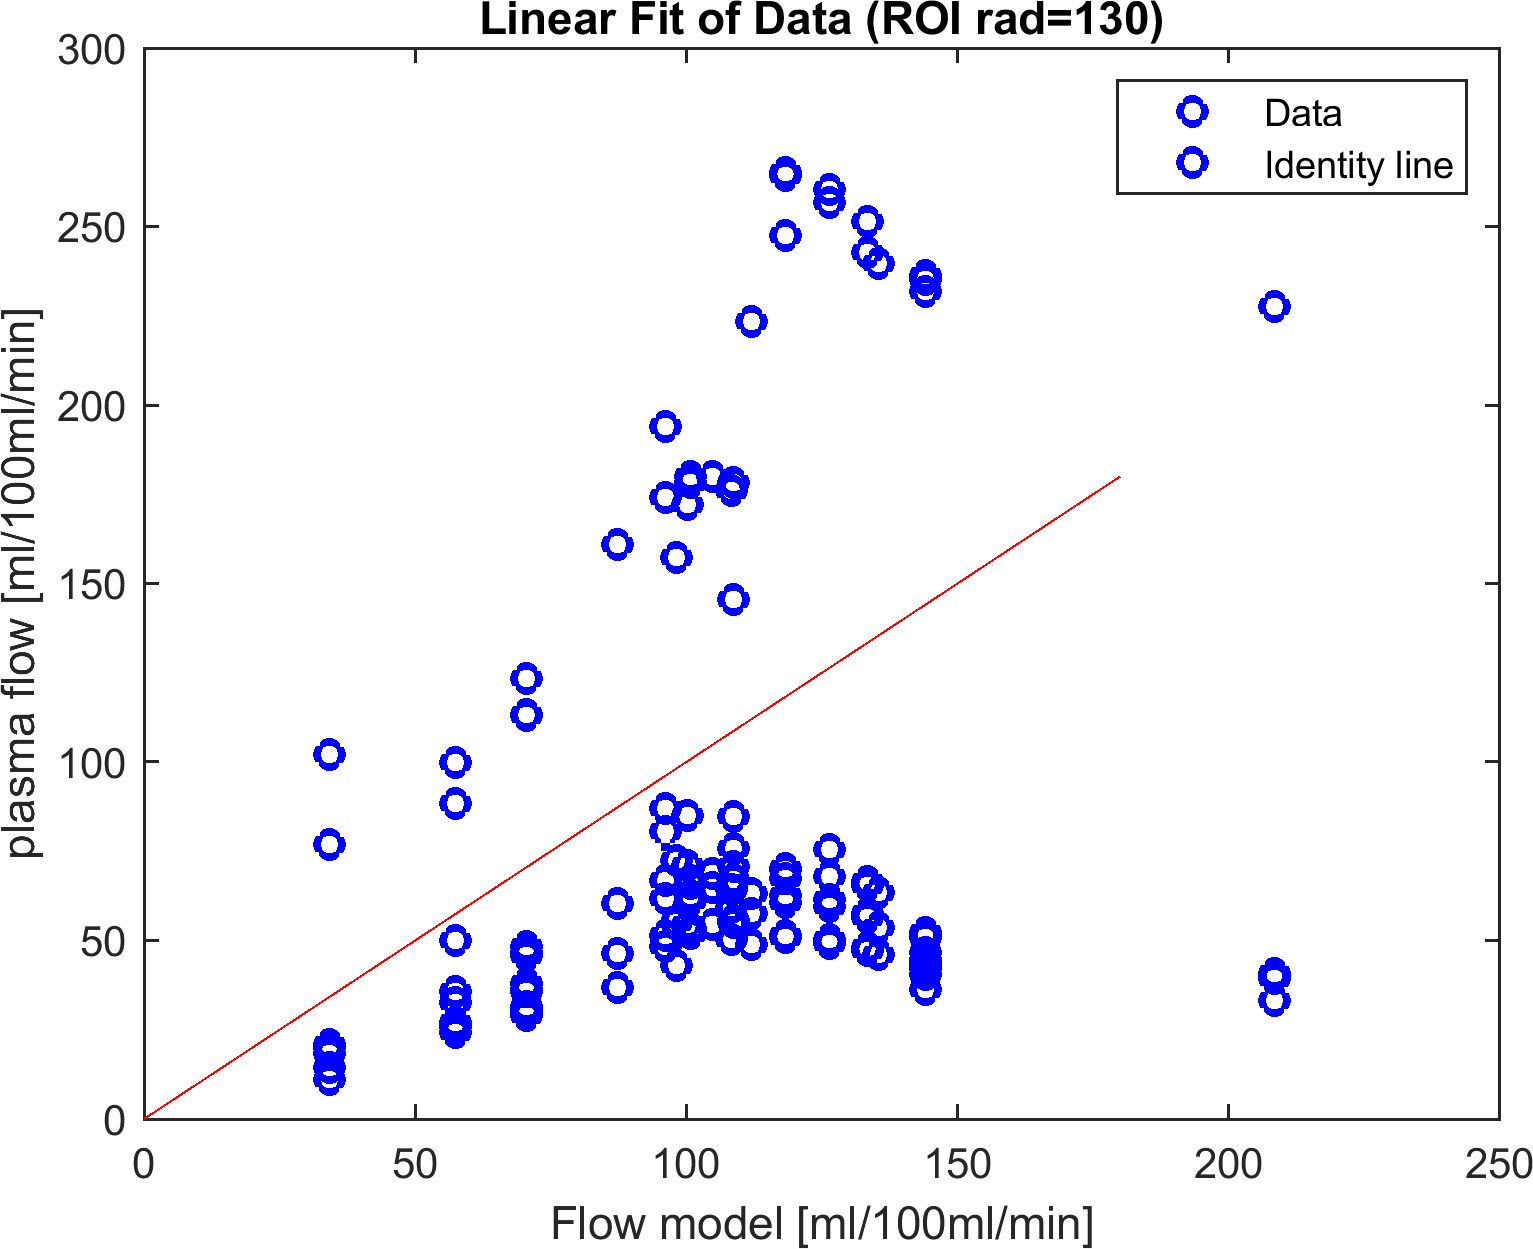 Linear Fit of Data (ROI rad=130)
300
250
200
150
100
50
0
plasma flow [ml/100ml/min]
Data
Identity line
0 50 100 150 200 250
Flow model [ml/100ml/min]